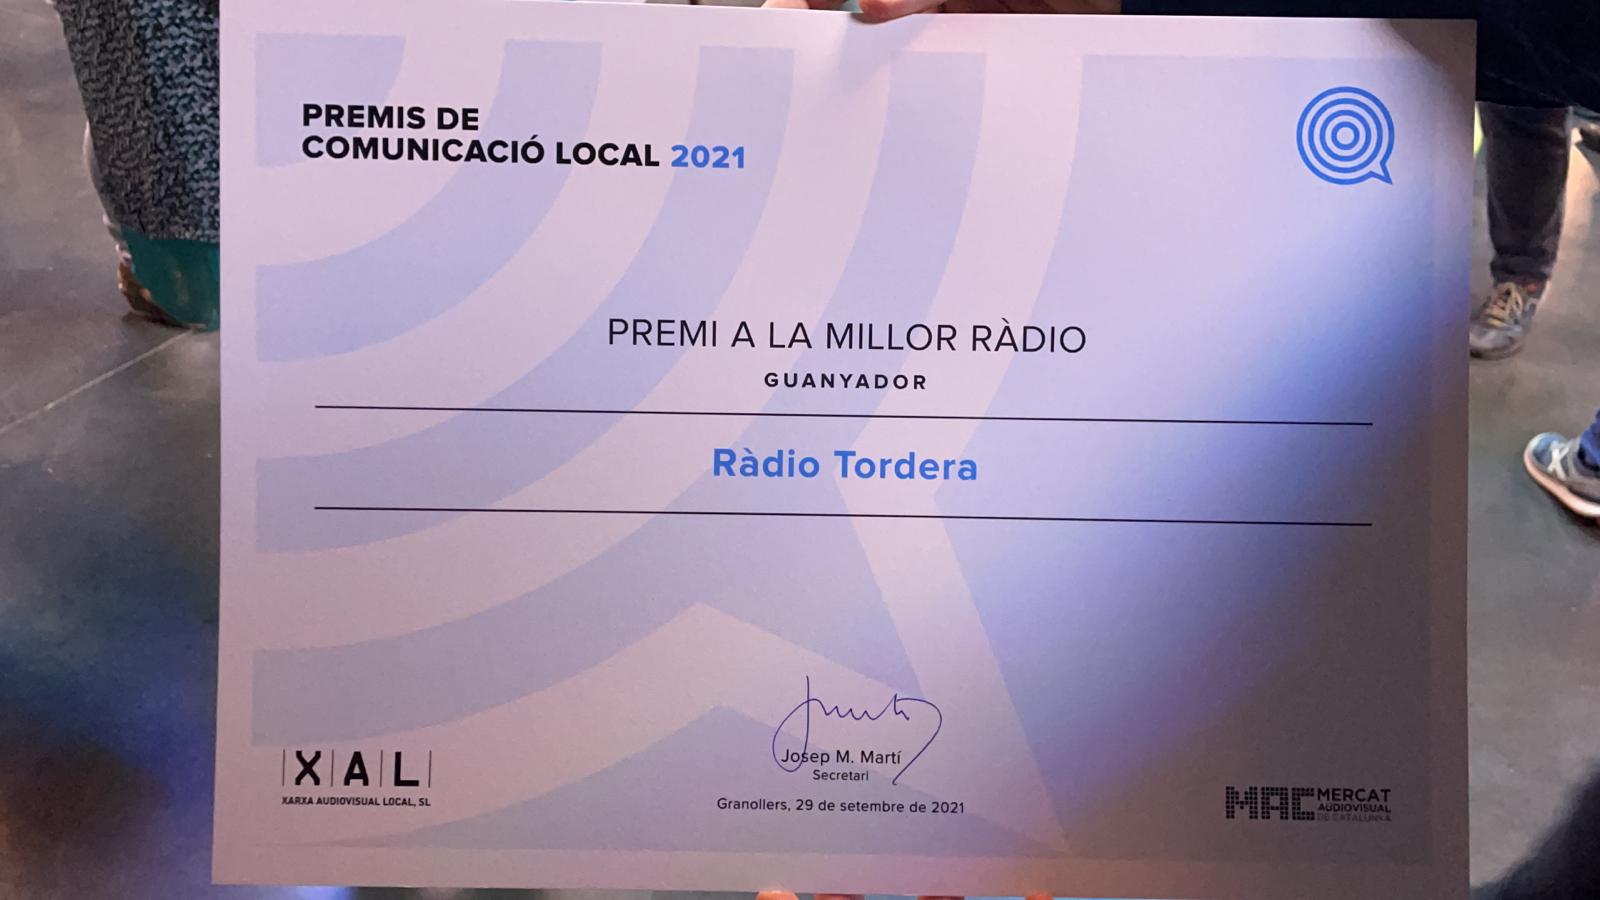 PREMIS DE
COMUNICACIÓ LOCAL 2021
PREMI A LA MILLOR RÀDIO
GUANYADOR
Ràdio Tordera
Josep M. Martí
Secretari
Granollers, 29 de setembre de 2021
XAL
XARXA AUDIOVISUAL LOCAL, SL
MAC MERCAT
AUDIOVISUAL
DE CATALUNYA